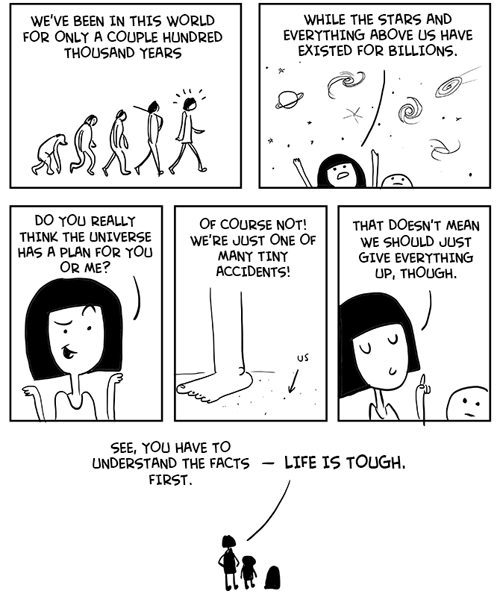 WE'VE BEEN IN THIS WORLD
FOR ONLY A COUPLE HUNDRED
THOUSAND YEARS
WHILE THE STARS AND
EVERYTHING ABOVE US HAVE
EXISTED FOR BILLIONS.
DO YOU REALLY
THINK THE UNIVERSE
HAS A PLAN FOR YOU
OR ME?
OF COURSE NOT!
WE'RE JUST ONE OF
MANY TINY
ACCIDENTS!
US
THAT DOESN'T MEAN
WE SHOULD JUST
GIVE EVERYTHING
UP, THOUGH.
SEE, YOU HAVE TO
UNDERSTAND THE FACTS
FIRST.
— LIFE IS TOUGH.